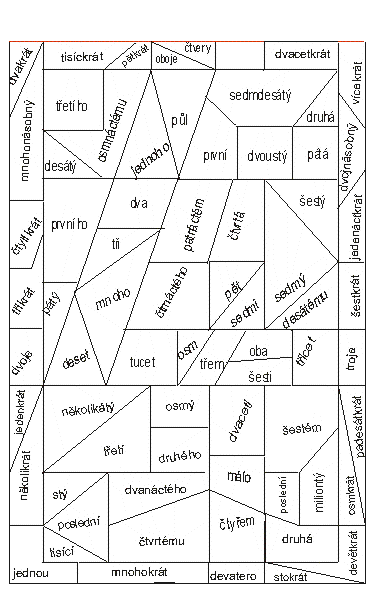 dvakrát
tisíckrát
pětkrát
oboje
čtvery
dvacetkrát
vícekrát
mnohonásobný
třetího
osmnáctému
půl
jednoho
sedmdesátý
druhá
desátý
první
dvoustý
pátá
dvojnásobný
čtyřikrát
prvního
dva
patnáctém
čtvrtá
šestý
jedenáctkrát
tři
třikrát
pátý
mnoho
čtrnáctého
pět
sedmi
sedmý
desátému
šestkrát
dvoje
deset
tucet
osm
třem
oba
šesti
třicet
troje
jedenkrát
několikátý
osmý
dvaceti
šestém
padesátkrát
třetí
druhého
několikrát
stý
dvanáctého
málo
poslední
miliontý
osmkrát
poslední
čtvrtému
čtyřem
druhá
tisící
devětkrát
jednou
mnohokrát
devatero
stokrát